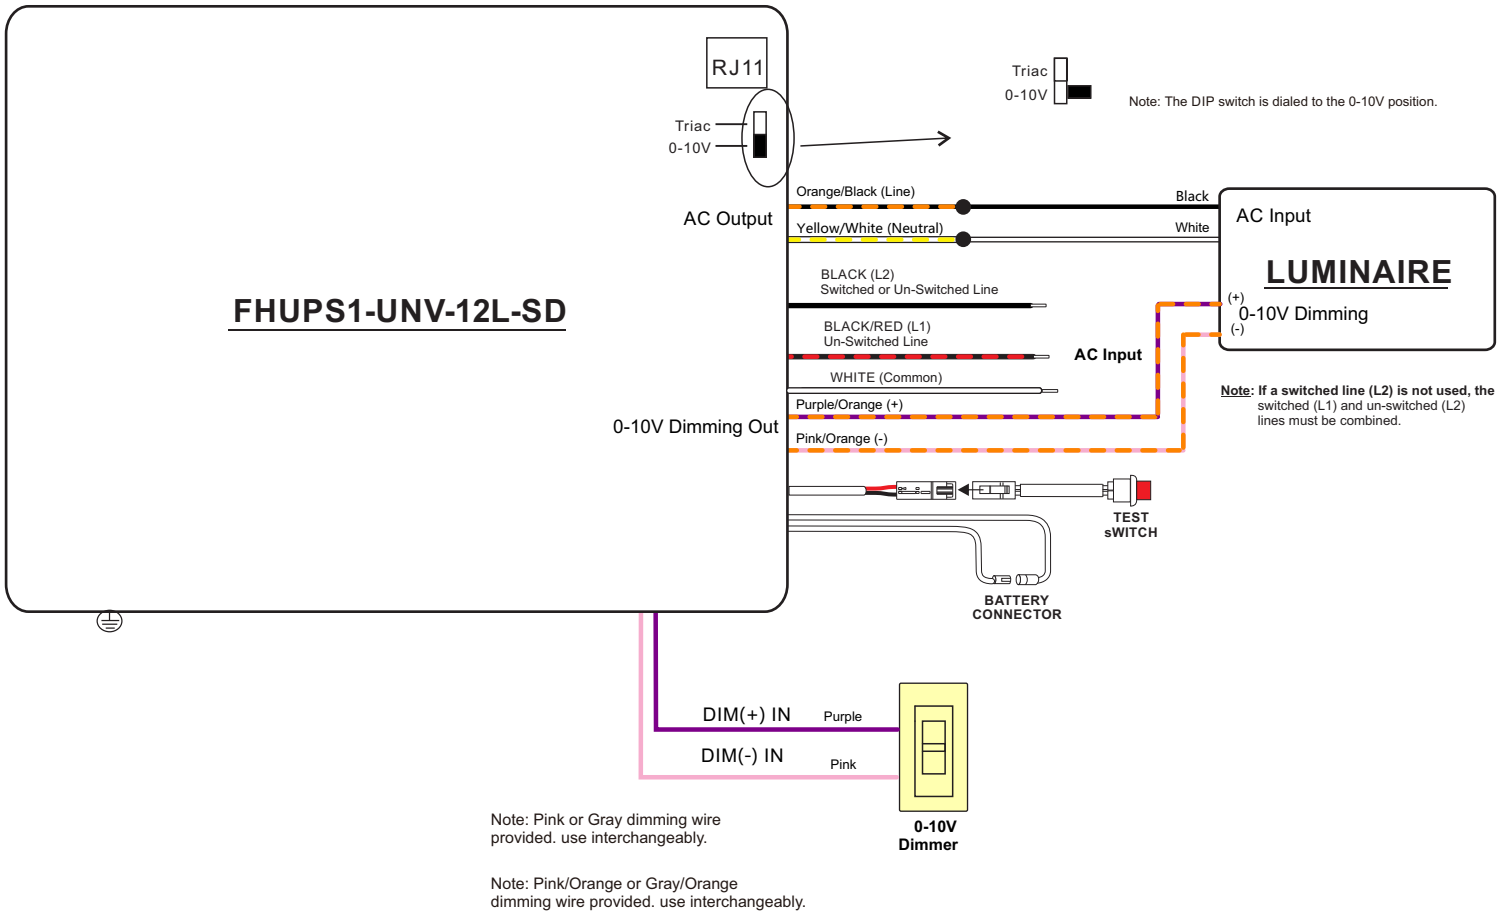 RJ11
Triac
0-10V
Triac
0-10V
Note: The DIP switch is dialed to the 0-10V position.
Orange/Black (Line)
Black
AC Output
AC Input
Yellow/White (Neutral)
White
LUMINAIRE
BLACK (L2)
Switched or Un-Switched Line
FHUPS1-UNV-12L-SD
(+)
0-10V Dimming
(-)
BLACK/RED (L1)
Un-Switched Line
AC Input
WHITE (Common)
Note: If a switched line (L2) is not used, the
switched (L1) and un-switched (L2)
lines must be combined.
Purple/Orange (+)
0-10V Dimming Out
Pink/Orange (-)
TEST
sWITCH
BATTERY
CONNECTOR
DIM(+) IN
Purple
DIM(-) IN
Pink
0-10V
Dimmer
Note: Pink or Gray dimming wire
provided. use interchangeably.
Note: Pink/Orange or Gray/Orange
dimming wire provided. use interchangeably.